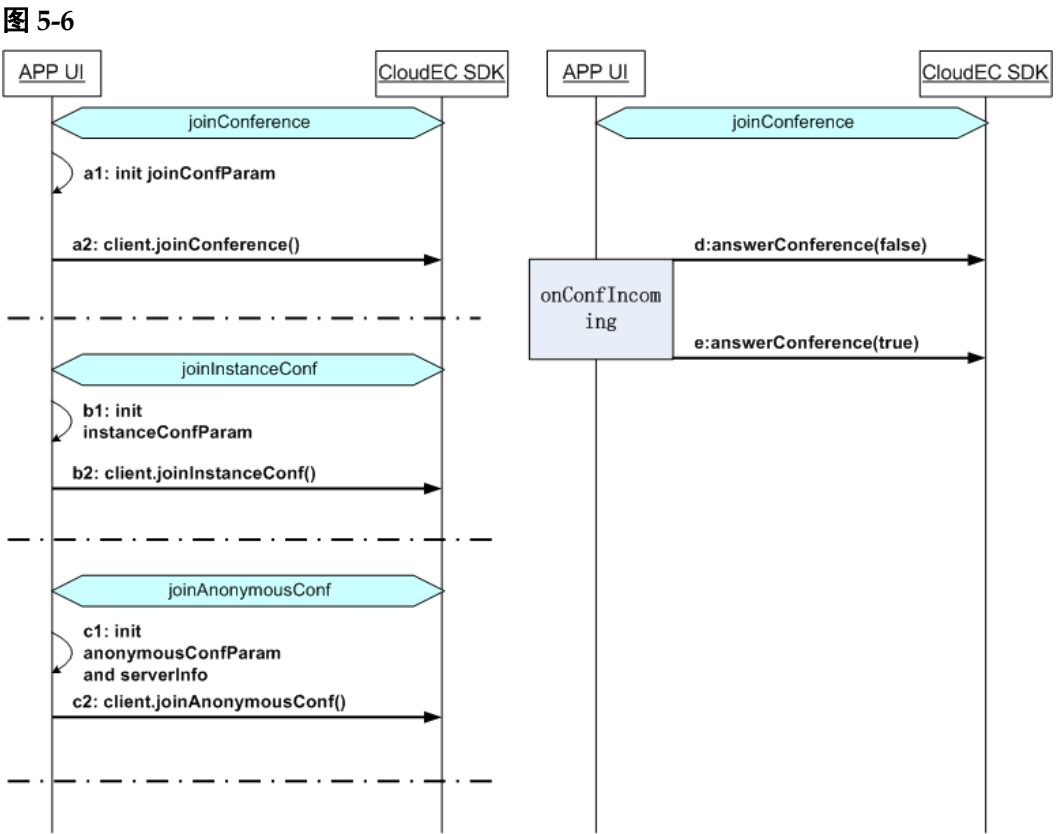 图 5-6
APP UI
CloudEC SDK
joinConference
a1: init joinConfParam
a2: client.joinConference()
joinInstanceConf
b1: init
instanceConfParam
b2: client.joinInstanceConf()
joinAnonymousConf
c1: init
anonymousConfParam
and serverInfo
c2: client.joinAnonymousConf()
APP UI
CloudEC SDK
joinConference
d:answerConference(false)
onConfIncom
ing
e:answerConference(true)